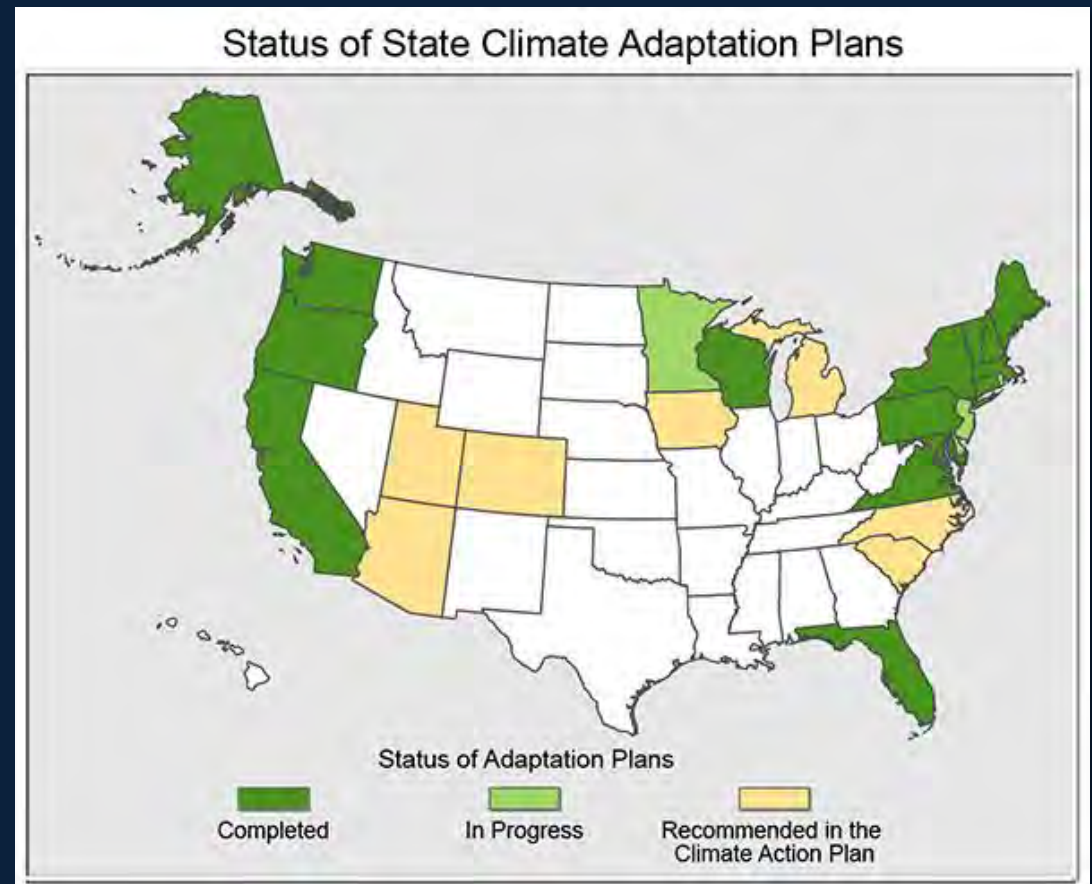 Status of State Climate Adaptation Plans
Status of Adaptation Plans
Completed
In Progress
Recommended in the
Climate Action Plan